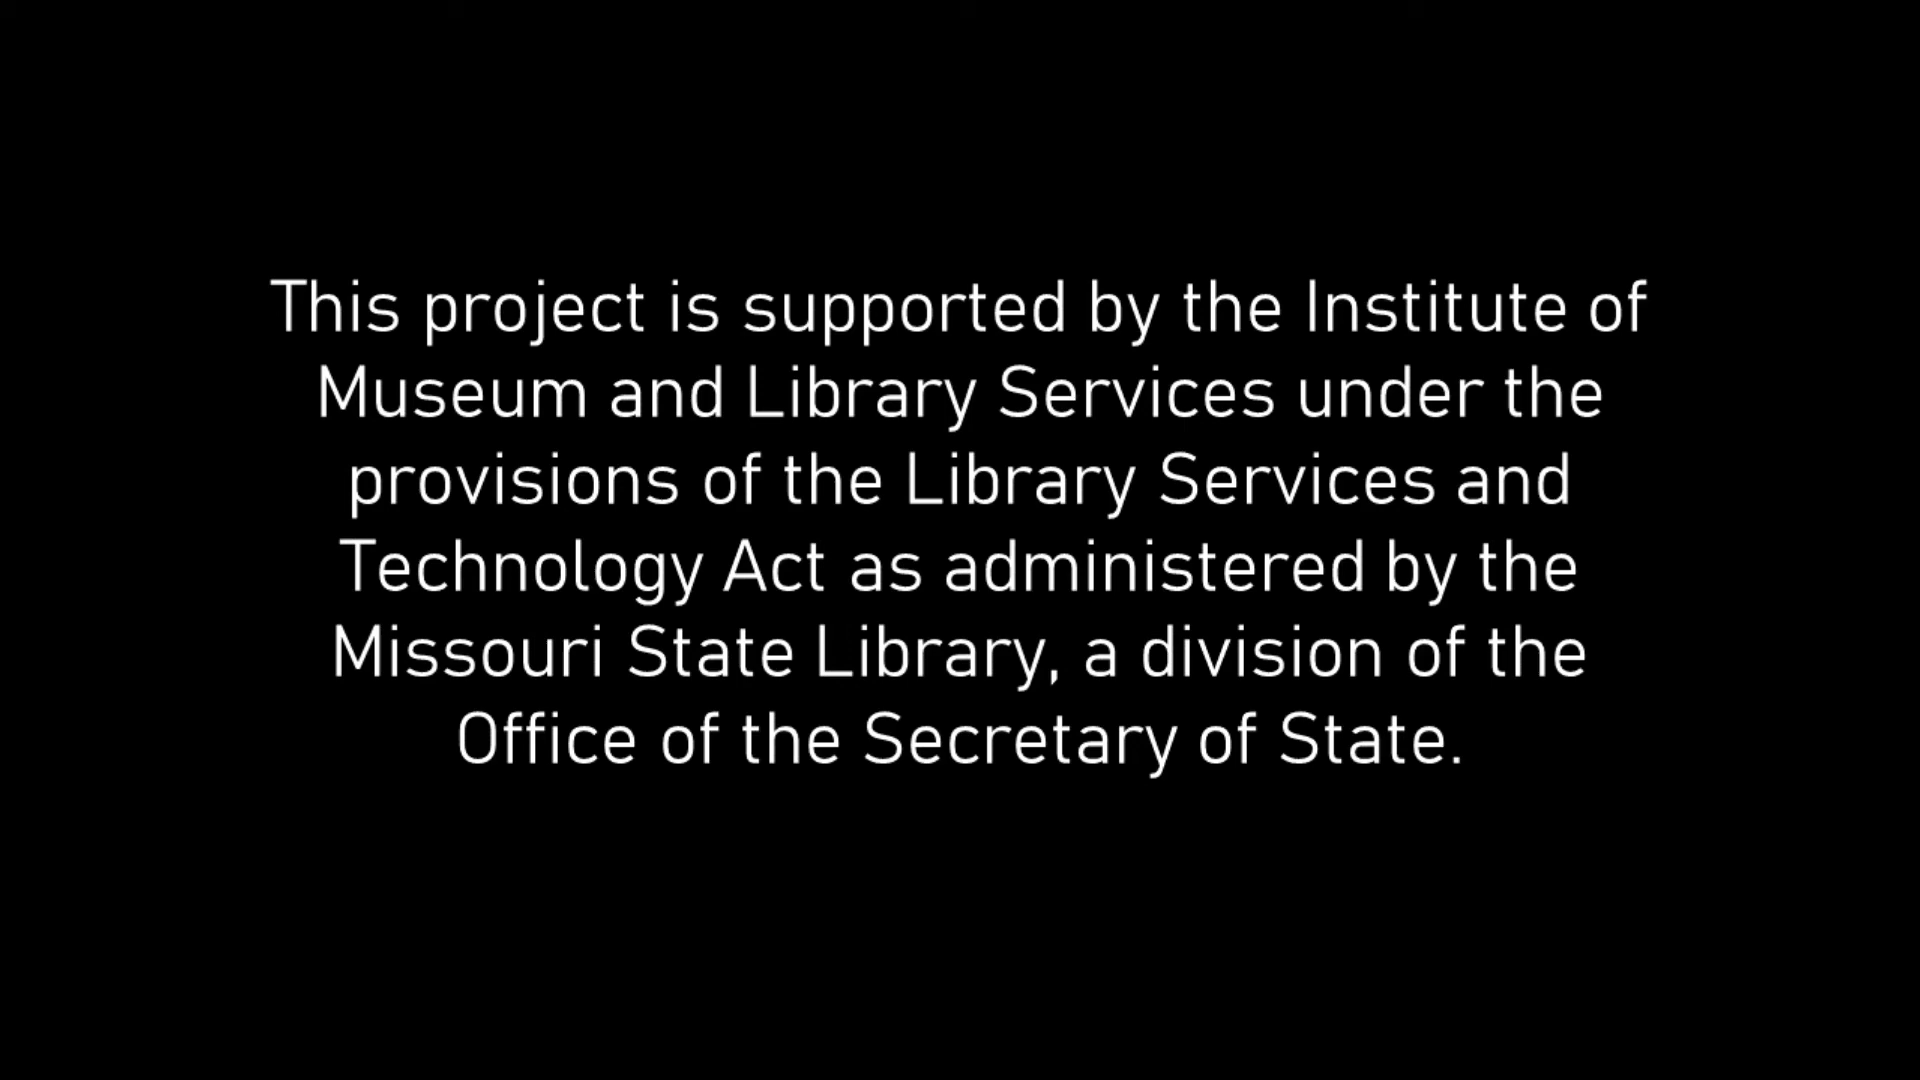 This project is supported by the Institute of
Museum and Library Services under the
provisions of the Library Services and
Technology Act as administered by the
Missouri State Library, a division of the
Office of the Secretary of State.